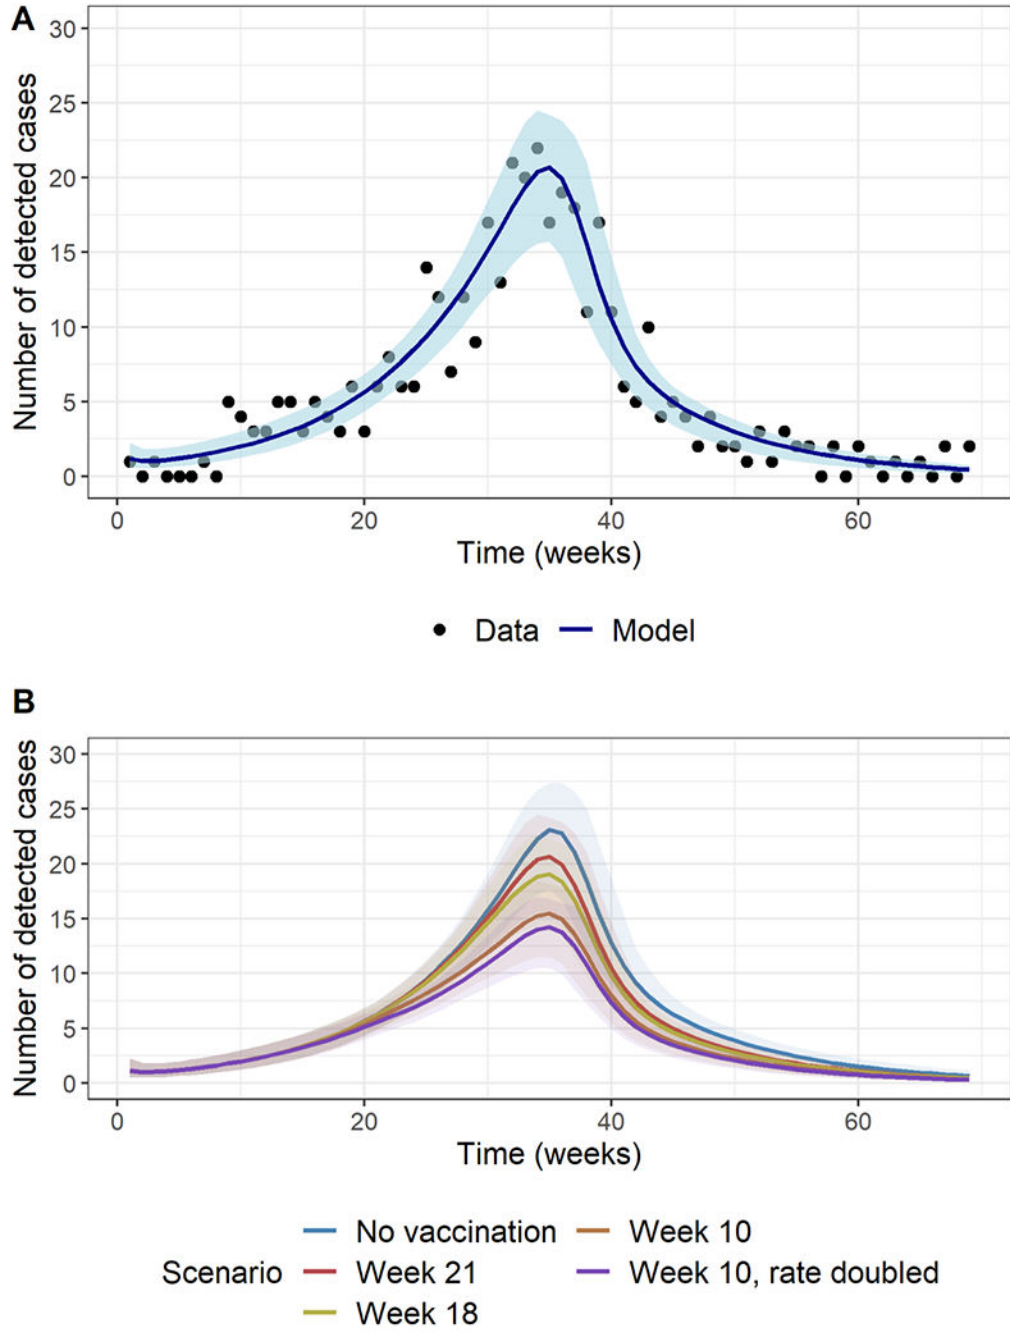 A
Number of detected cases
30
25
20
15
10
5
0
0 20 40 60
Time (weeks)
Data Model
B
Number of detected cases
30
25
20
15
10
5
0
0 20 40 60
Time (weeks)
Scenario
No vaccination
Week 21
Week 18
Week 10
Week 10, rate doubled